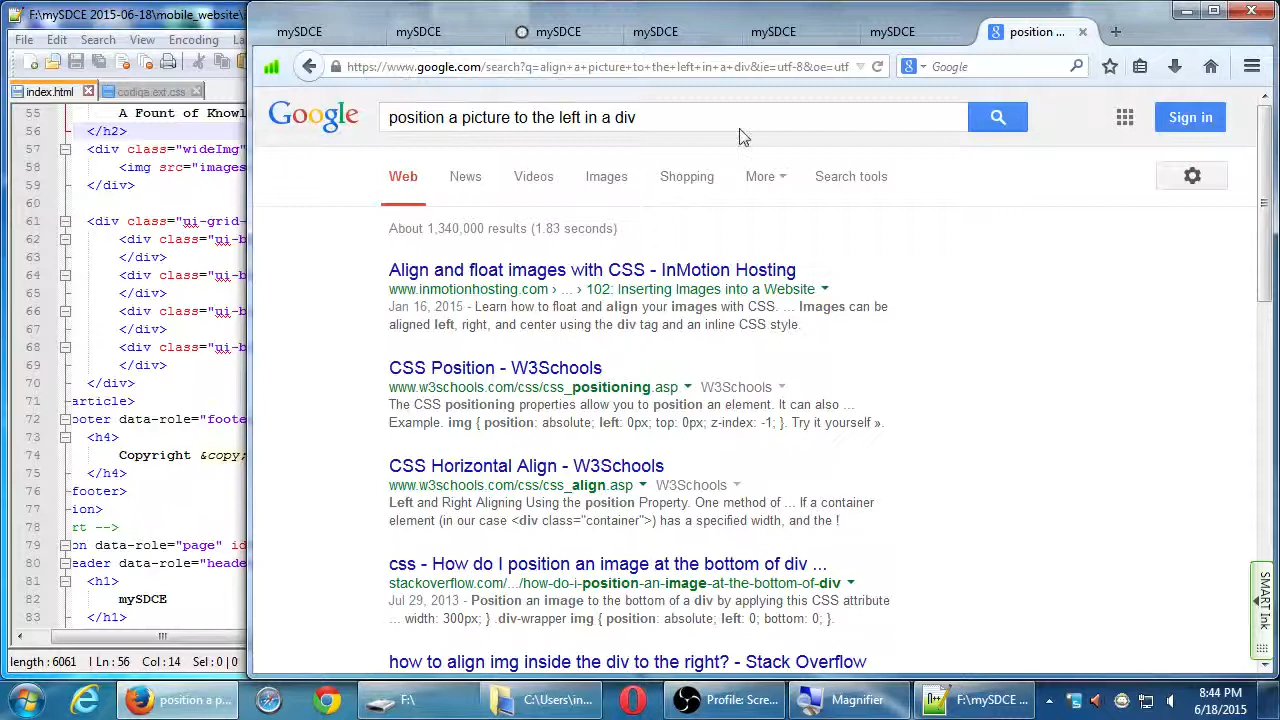 F:\mySDCE 2015-06-18\mobile_website\
File Edit Search View Encoding La
index.html codiqa.ext.css
55 A Fount of Knowl
56 </h2>
57 <div class="wideImg"
58 <img src="images
59 </div>
60
61 <div class="ui-grid-
62 <div class="ui-b
63 </div>
64 <div class="ui-b
65 </div>
66 <div class="ui-b
67 </div>
68 <div class="ui-b
69 </div>
70 </div>
71 article>
72 ooter data-role="foote
73 <h4>
74 Copyright &copy;
75 </h4>
76 footer>
77 ion>
78 rt -->
79 on data-role="page" id
80 eader data-role="heade
81 <h1>
82 mySDCE
83 </h1>
length : 6061 Ln : 56 Col : 14 Sel : 0 | 0
mySDCE mySDCE mySDCE mySDCE mySDCE mySDCE position ...
https://www.google.com/search?q=align+a+picture+to+the+left+in+a+div&ie=utf-8&oe=utf
Google
Google position a picture to the left in a div Sign in
Web News Videos Images Shopping More Search tools
About 1,340,000 results (1.83 seconds)
Align and float images with CSS - InMotion Hosting
www.inmotionhosting.com › ... › 102: Inserting Images into a Website
Jan 16, 2015 - Learn how to float and align your images with CSS. ... Images can be
aligned left, right, and center using the div tag and an inline CSS style.
CSS Position - W3Schools
www.w3schools.com/css/css_positioning.asp W3Schools
The CSS positioning properties allow you to position an element. It can also ...
Example. img { position: absolute; left: 0px; top: 0px; z-index: -1; }. Try it yourself ».
CSS Horizontal Align - W3Schools
www.w3schools.com/css/css_align.asp W3Schools
Left and Right Aligning Using the position Property. One method of ... If a container
element (in our case <div class="container">) has a specified width, and the !
css - How do I position an image at the bottom of div ...
stackoverflow.com/.../how-do-i-position-an-image-at-the-bottom-of-div
Jul 29, 2013 - Position an image to the bottom of a div by applying this CSS attribute
... width: 300px; } .div-wrapper img { position: absolute; left: 0; bottom: 0; }.
how to align img inside the div to the right? - Stack Overflow
SMART Ink
position a p... F:\ C:\Users\in... Profile: Scre... Magnifier F:\mySDCE ... 8:44 PM
6/18/2015